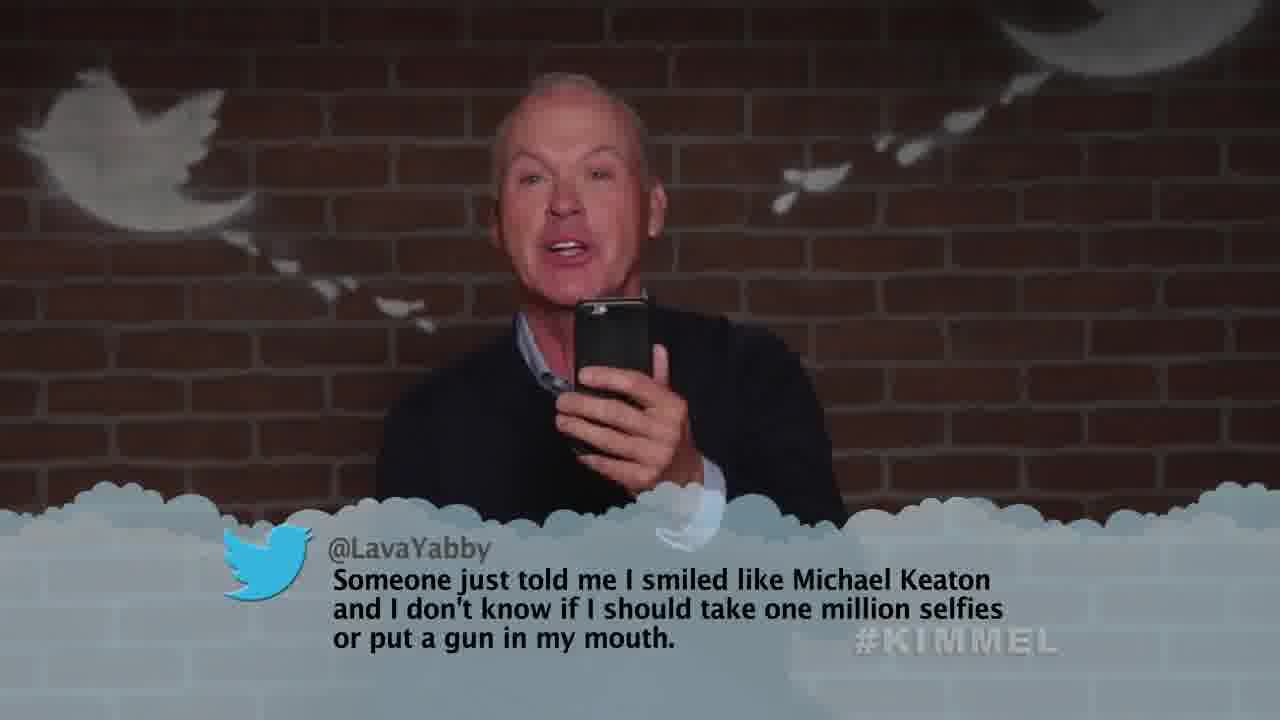 @LavaYabby
Someone just told me I smiled like Michael Keaton
and I don't know if I should take one million selfies
or put a gun in my mouth.
#KIMMEL